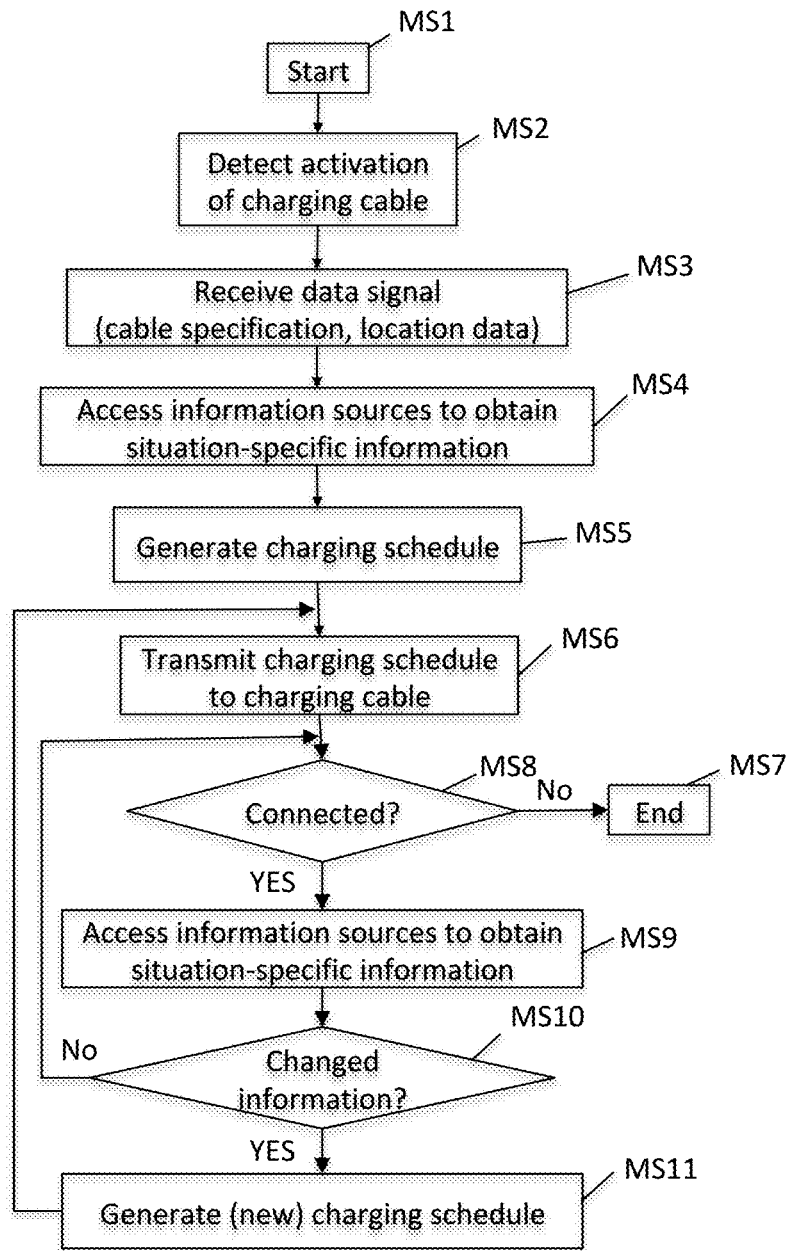 MS1
Start
MS2
Detect activation
of charging cable
MS3
Receive data signal
(cable specification, location data)
MS4
Access information sources to obtain
situation-specific information
Generate charging schedule
MS5
MS6
Transmit charging schedule
to charging cable
MS8
MS7
Connected?
No
End
YES
Access information sources to obtain
situation-specific information
MS9
MS10
No
Changed
information?
YES
MS11
Generate (new) charging schedule